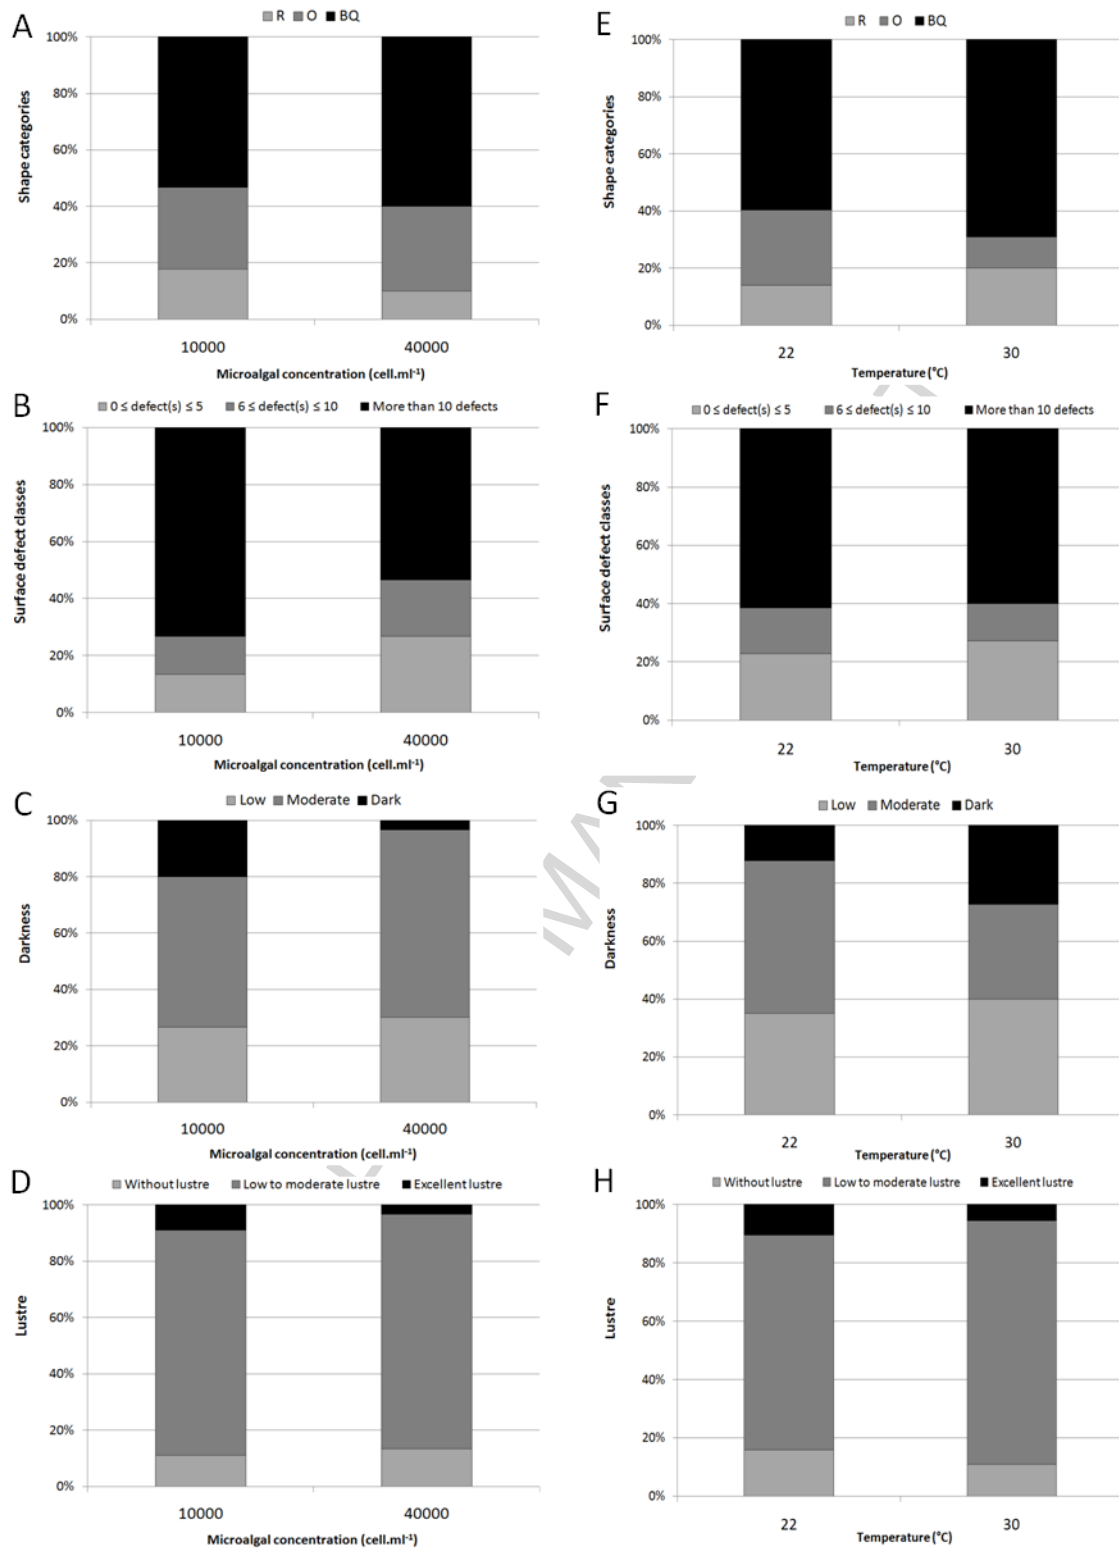 A
R O BQ
100%
80%
60%
40%
20%
0%
Shape categories
10000 40000
Microalgal concentration (cell.ml⁻¹)
B
0 ≤ defect(s) ≤ 5 6 ≤ defect(s) ≤ 10 More than 10 defects
100%
80%
60%
40%
20%
0%
Surface defect classes
10000 40000
Microalgal concentration (cell.ml⁻¹)
C
Low Moderate Dark
100%
80%
60%
40%
20%
0%
Darkness
10000 40000
Microalgal concentration (cell.ml⁻¹)
D
Without lustre Low to moderate lustre Excellent lustre
100%
80%
60%
40%
20%
0%
Lustre
10000 40000
Microalgal concentration (cell.ml⁻¹)
E
R O BQ
100%
80%
60%
40%
20%
0%
Shape categories
22 30
Temperature (°C)
F
0 ≤ defect(s) ≤ 5 6 ≤ defect(s) ≤ 10 More than 10 defects
100%
80%
60%
40%
20%
0%
Surface defect classes
22 30
Temperature (°C)
G
Low Moderate Dark
100%
80%
60%
40%
20%
0%
Darkness
22 30
Temperature (°C)
H
Without lustre Low to moderate lustre Excellent lustre
100%
80%
60%
40%
20%
0%
Lustre
22 30
Temperature (°C)